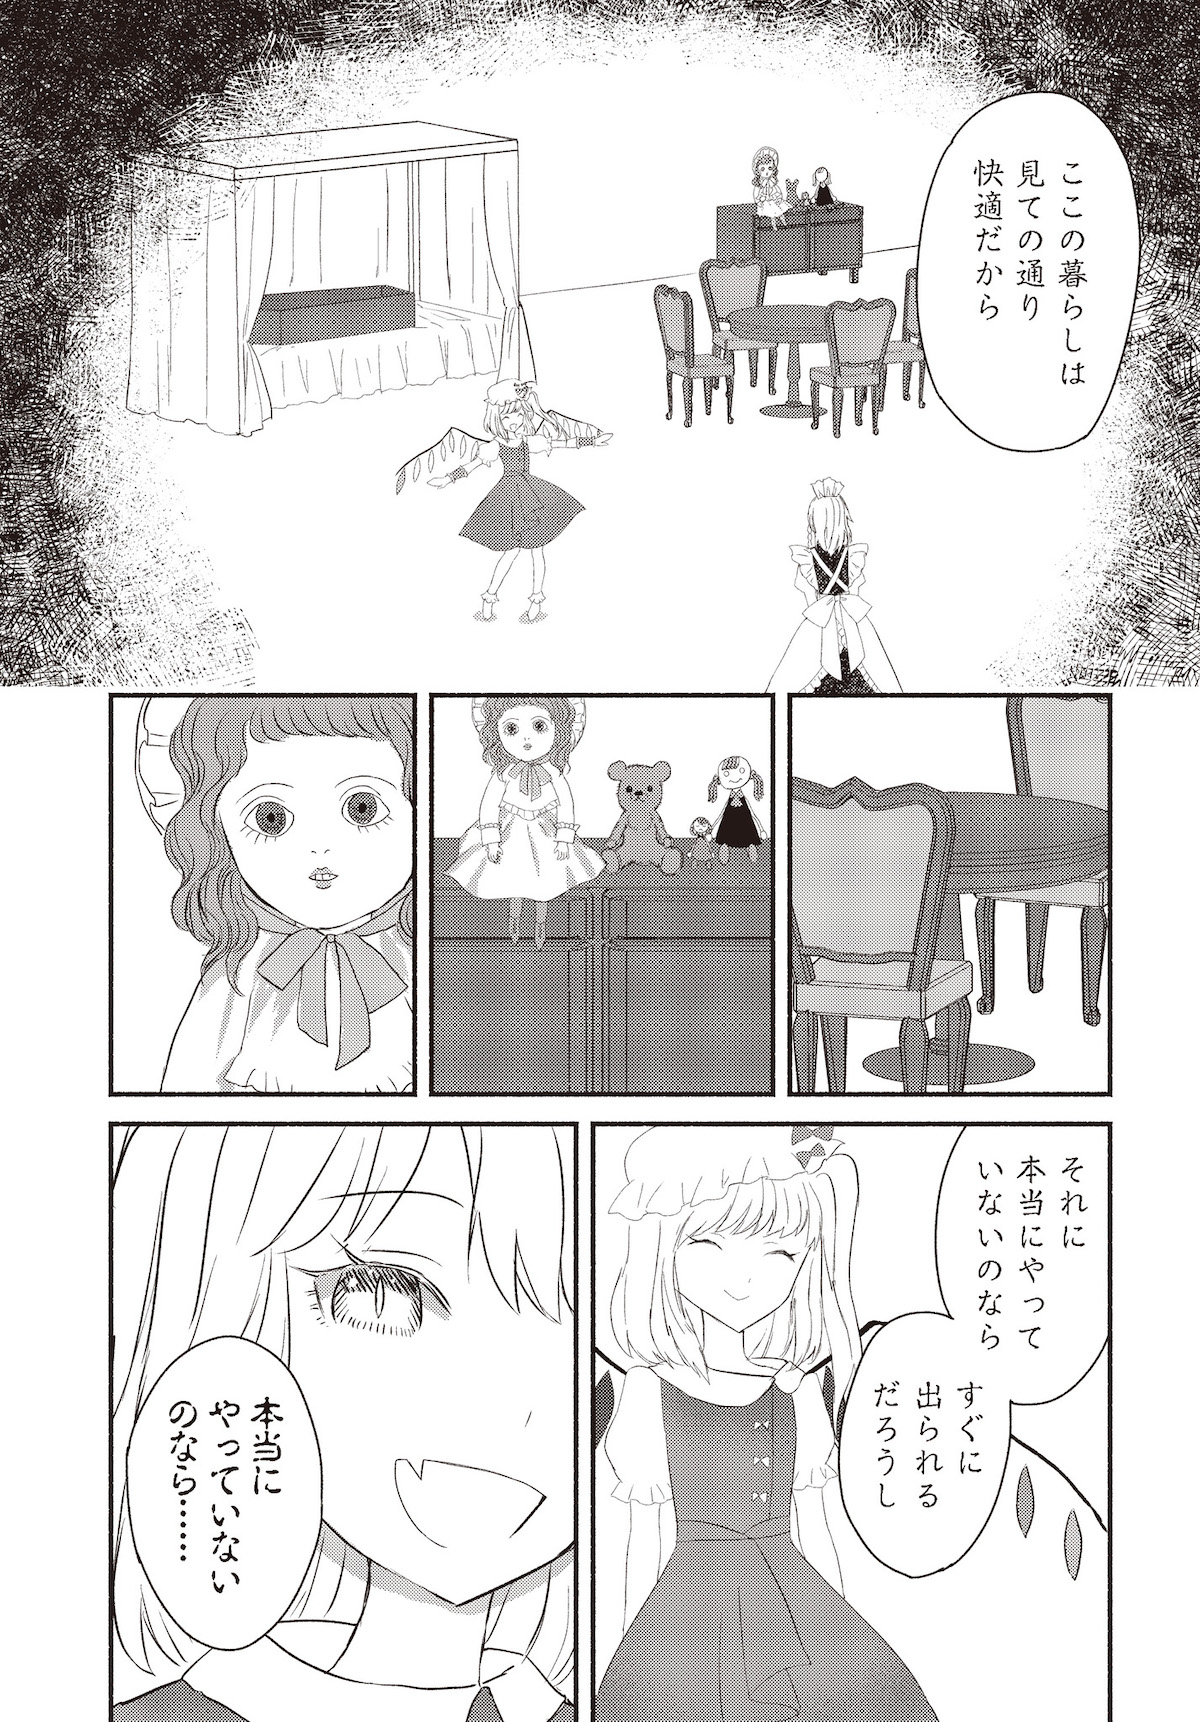 ここの暮らしは
見ての通り
快適だから
それに
本当にやって
いないのなら
すぐに
出られる
だろうし
本当に
やっていない
のなら……